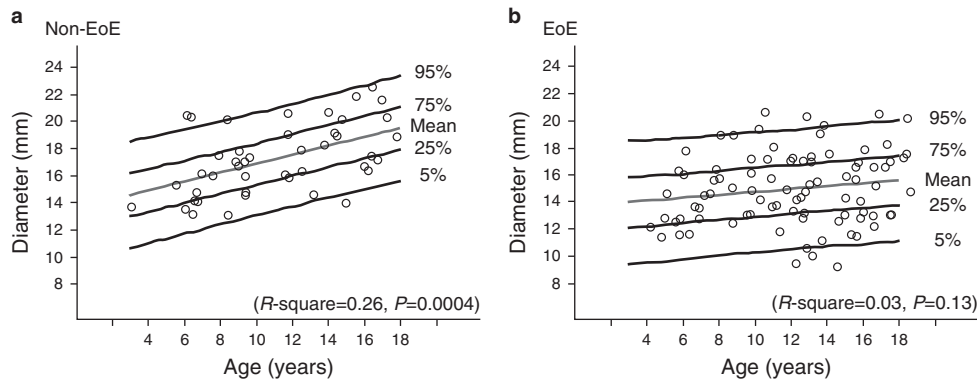 a
Non-EoE
24
22
20
18
16
14
12
10
8
Diameter (mm)
95%
75%
Mean
25%
5%
(R-square=0.26, P=0.0004)
4 6 8 10 12 14 16 18
Age (years)
b
EoE
24
22
20
18
16
14
12
10
8
Diameter (mm)
95%
75%
Mean
25%
5%
(R-square=0.03, P=0.13)
4 6 8 10 12 14 16 18
Age (years)